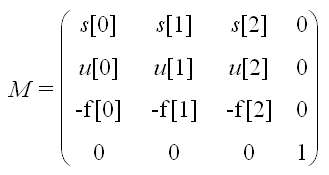 s[0] s[1] s[2] 0
u[0] u[1] u[2] 0
M =
-f[0] -f[1] -f[2] 0
0 0 0 1